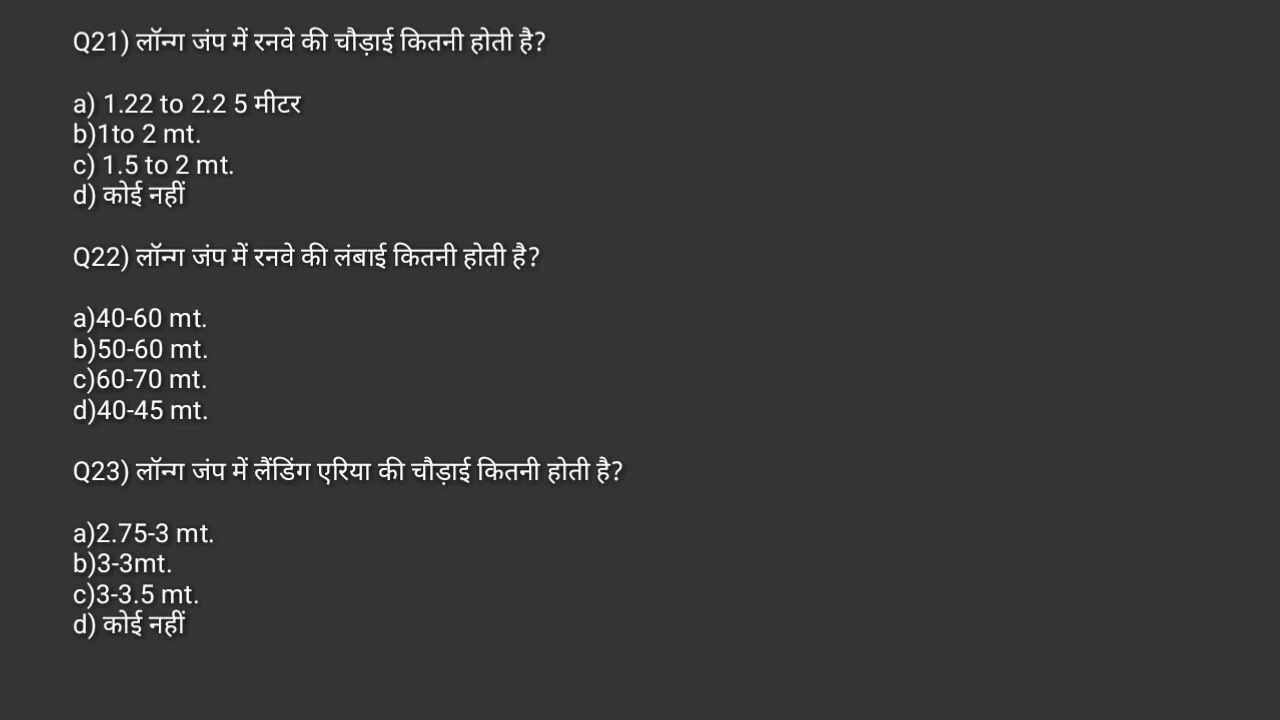 Q21) लॉन्ग जंप में रनवे की चौड़ाई कितनी होती है?
a) 1.22 to 2.2 5 मीटर
b)1to 2 mt.
c) 1.5 to 2 mt.
d) कोई नहीं
Q22) लॉन्ग जंप में रनवे की लंबाई कितनी होती है?
a)40-60 mt.
b)50-60 mt.
c)60-70 mt.
d)40-45 mt.
Q23) लॉन्ग जंप में लैंडिंग एरिया की चौड़ाई कितनी होती है?
a)2.75-3 mt.
b)3-3mt.
c)3-3.5 mt.
d) कोई नहीं